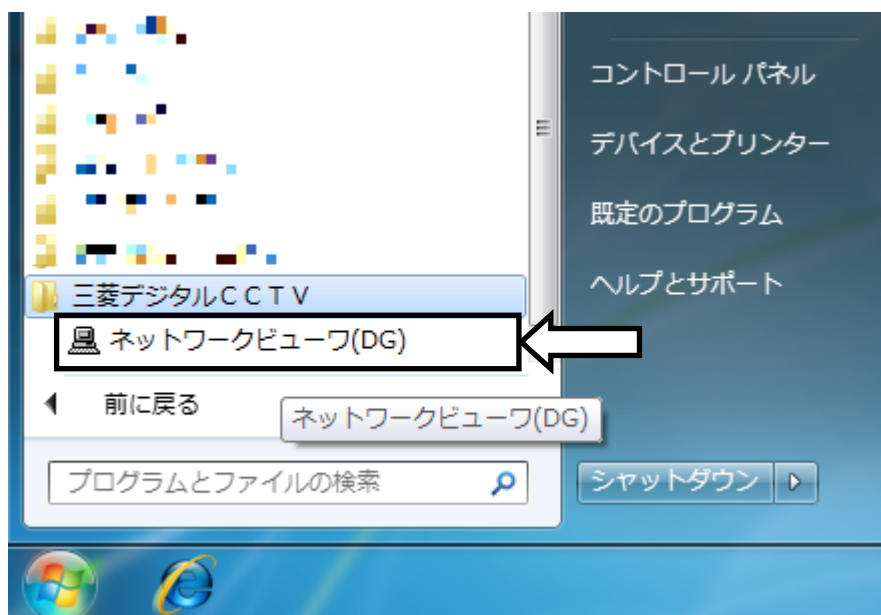 三菱デジタルＣＣＴＶ
ネットワークビューワ(DG)
前に戻る
ネットワークビューワ(DG)
プログラムとファイルの検索
コントロール パネル
デバイスとプリンター
既定のプログラム
ヘルプとサポート
シャットダウン